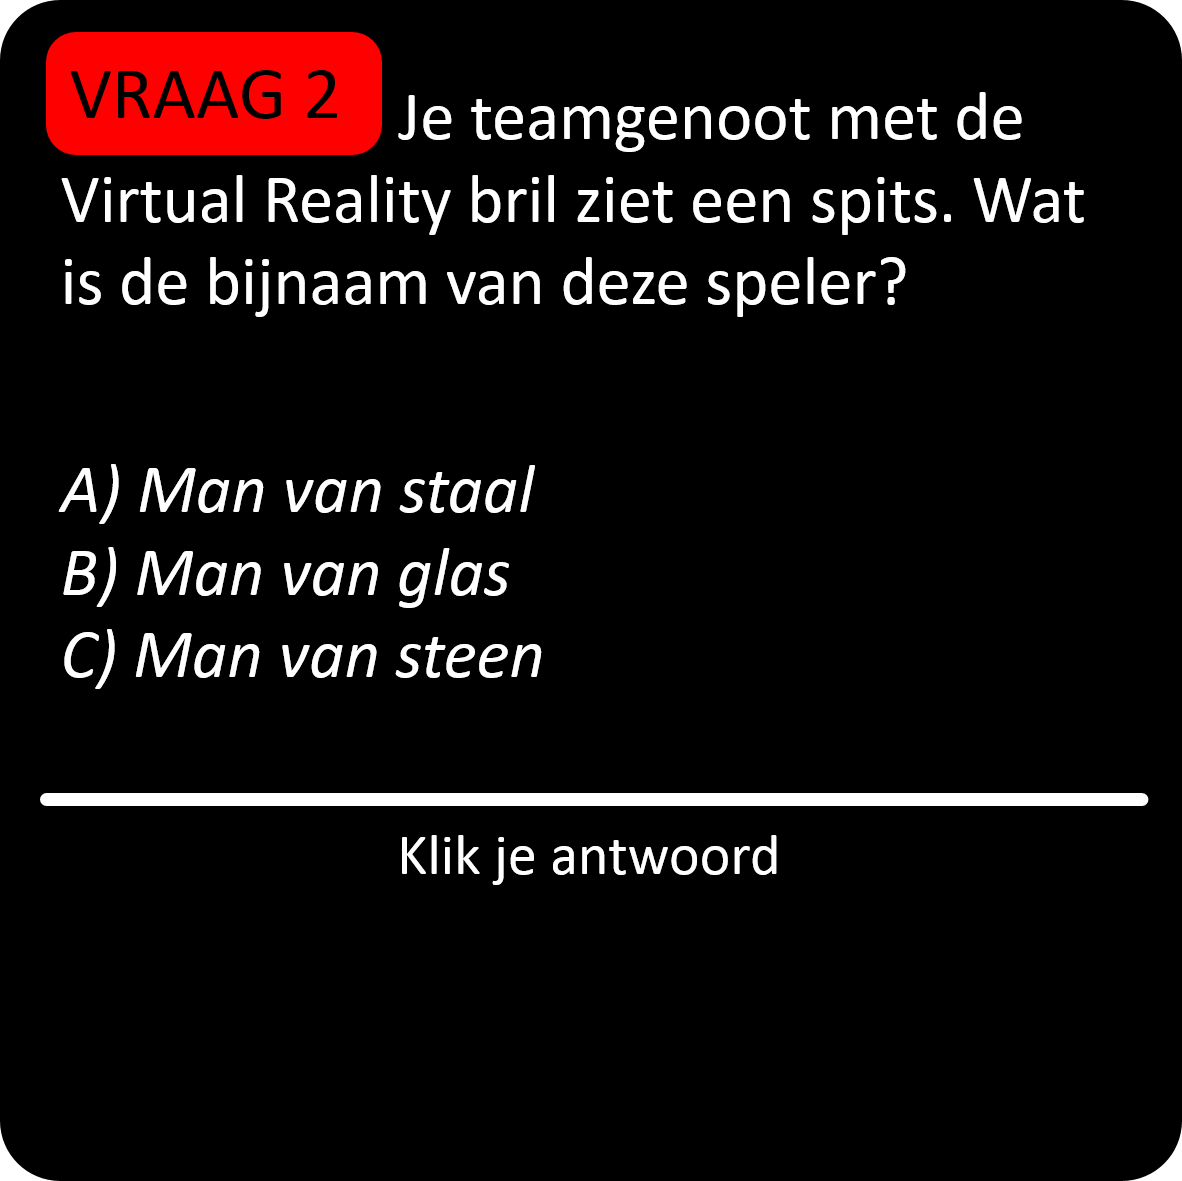 VRAAG 2 Je teamgenoot met de
Virtual Reality bril ziet een spits. Wat
is de bijnaam van deze speler?
A) Man van staal
B) Man van glas
C) Man van steen
Klik je antwoord